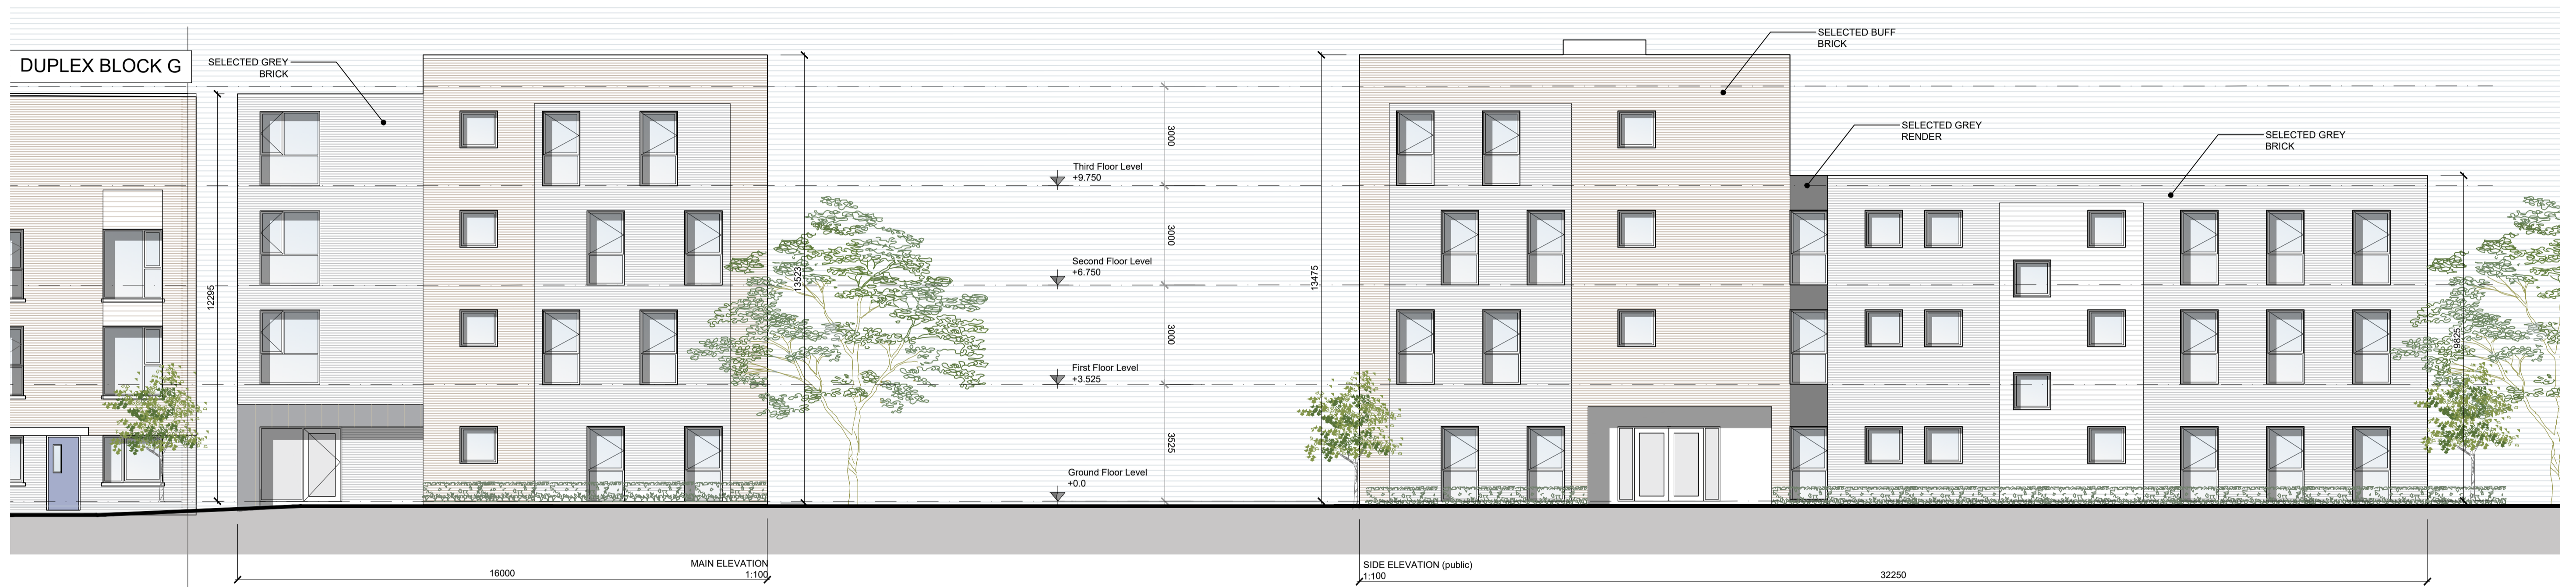 DUPLEX BLOCK G
SELECTED GREY
BRICK
12295
13523
Third Floor Level
+9.750
Second Floor Level
+6.750
First Floor Level
+3.525
Ground Floor Level
+0.0
3000
3000
3000
3525
13475
SELECTED BUFF
BRICK
SELECTED GREY
RENDER
SELECTED GREY
BRICK
9825
MAIN ELEVATION
1:100
16000
SIDE ELEVATION (public)
1:100
32250